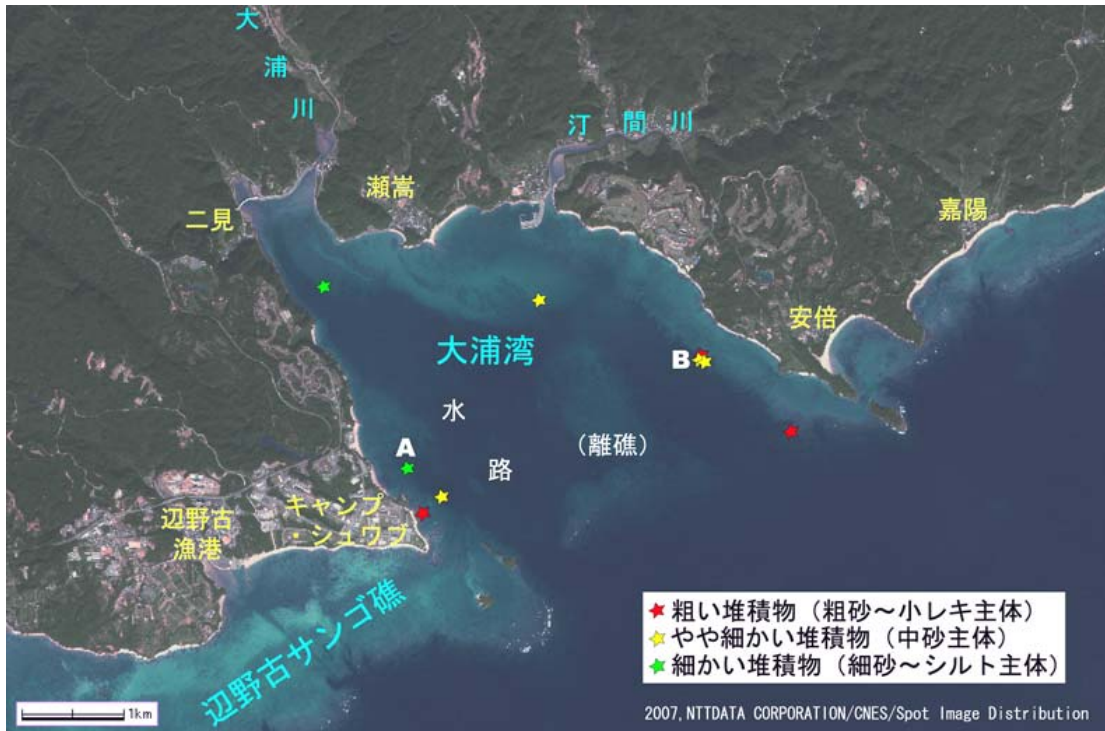 大浦川
汀間川
瀬嵩
二見
嘉陽
安倍
大浦湾
B
水路
（離礁）
A
キャンプ
・シュワブ
辺野古
漁港
辺野古サンゴ礁
粗い堆積物（粗砂～小レキ主体）
やや細かい堆積物（中砂主体）
細かい堆積物（細砂～シルト主体）
1km
2007,NTTDATA CORPORATION/CNES/Spot Image Distribution